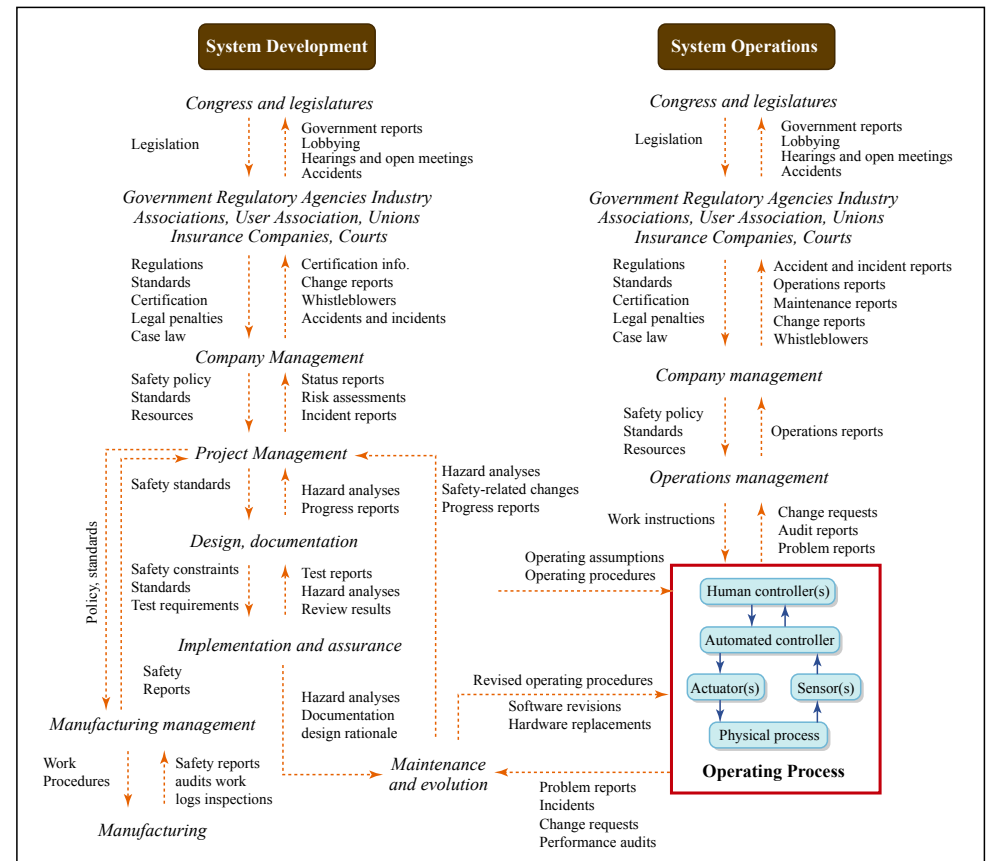 System Development
Congress and legislatures
Legislation
Government reports
Lobbying
Hearings and open meetings
Accidents
Government Regulatory Agencies Industry
Associations, User Association, Unions
Insurance Companies, Courts
Regulations
Standards
Certification
Legal penalties
Case law
Certification info.
Change reports
Whistleblowers
Accidents and incidents
Company Management
Safety policy
Standards
Resources
Status reports
Risk assessments
Incident reports
Project Management
Safety standards
Hazard analyses
Progress reports
Hazard analyses
Safety-related changes
Progress reports
Design, documentation
Safety constraints
Standards
Test requirements
Test reports
Hazard analyses
Review results
Policy, standards
Implementation and assurance
Safety
Reports
Hazard analyses
Documentation
design rationale
Manufacturing management
Work
Procedures
Safety reports
audits work
logs inspections
Manufacturing
Maintenance
and evolution
System Operations
Congress and legislatures
Legislation
Government reports
Lobbying
Hearings and open meetings
Accidents
Government Regulatory Agencies Industry
Associations, User Association, Unions
Insurance Companies, Courts
Regulations
Standards
Certification
Legal penalties
Case law
Accident and incident reports
Operations reports
Maintenance reports
Change reports
Whistleblowers
Company management
Safety policy
Standards
Resources
Operations reports
Operations management
Work instructions
Change requests
Audit reports
Problem reports
Operating assumptions
Operating procedures
Human controller(s)
Automated controller
Actuator(s)
Sensor(s)
Physical process
Operating Process
Revised operating procedures
Software revisions
Hardware replacements
Problem reports
Incidents
Change requests
Performance audits